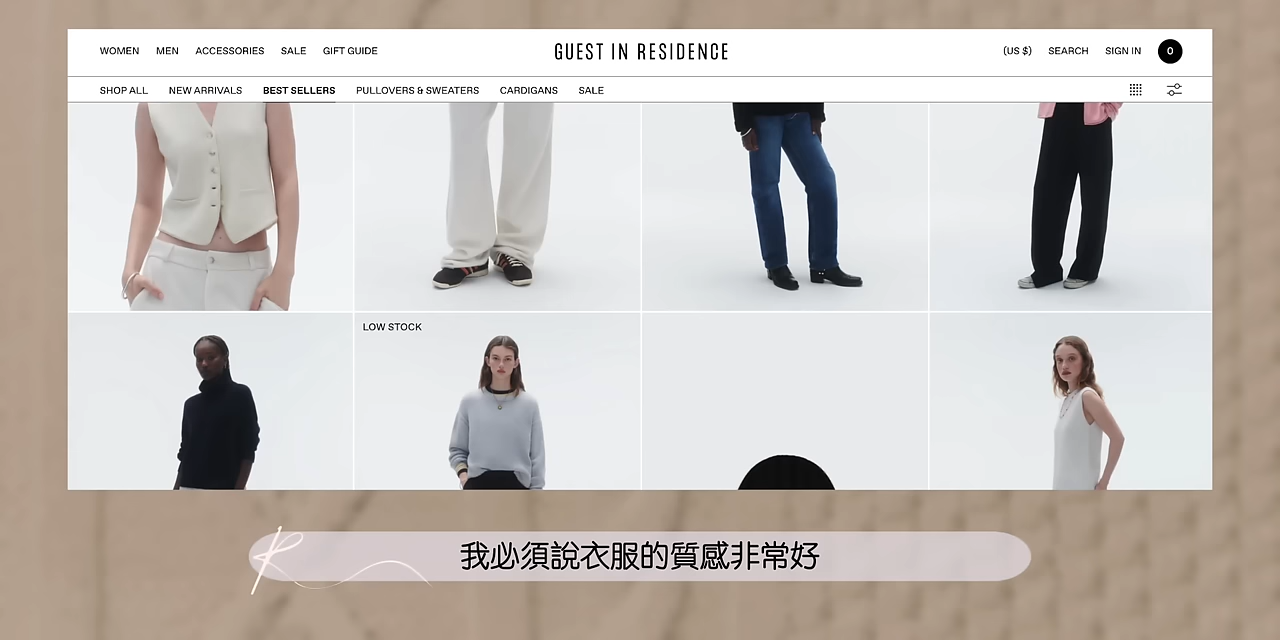 WOMEN MEN ACCESSORIES SALE GIFT GUIDE GUEST IN RESIDENCE (US $) SEARCH SIGN IN 0
SHOP ALL NEW ARRIVALS BEST SELLERS PULLOVERS & SWEATERS CARDIGANS SALE
LOW STOCK
R
我必須說衣服的質感非常好